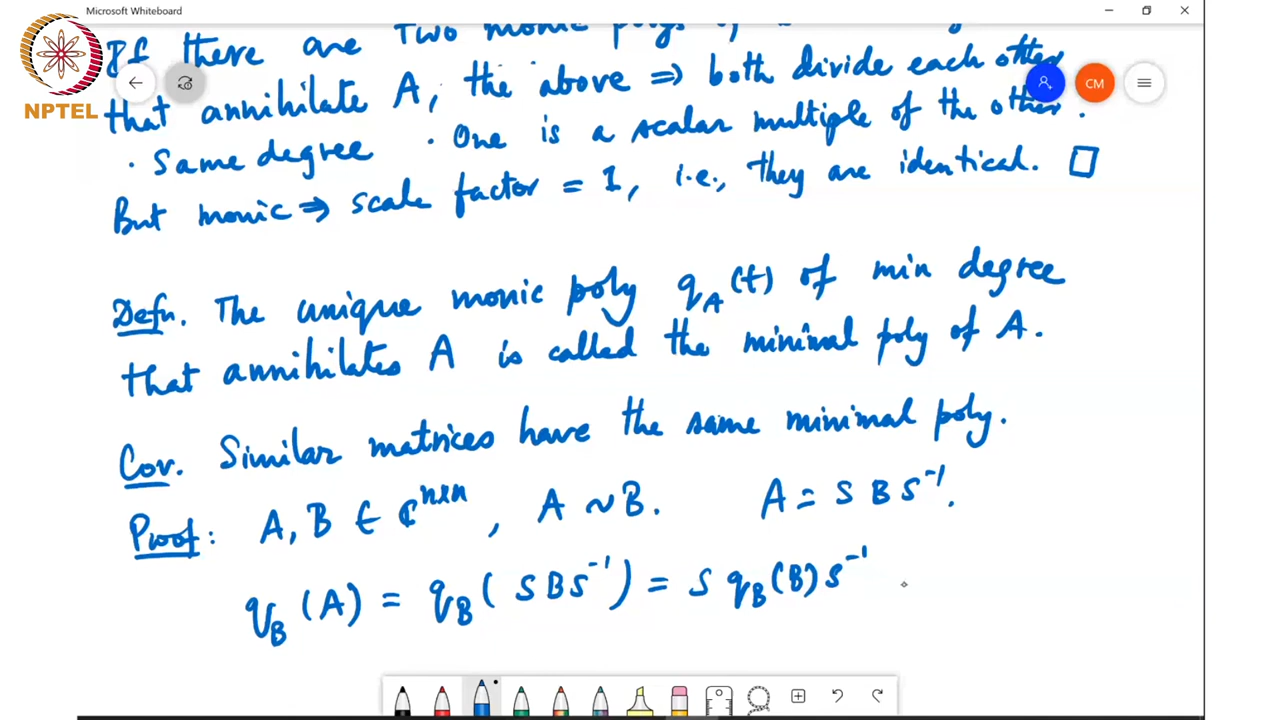 Microsoft Whiteboard
If there are two monic polys of
that annihilate A, the above ⇒ both divide each other
· Same degree · One is a scalar multiple of the other.
But monic ⇒ scale factor = 1, i.e., they are identical. □
Defn. The unique monic poly q_A(t) of min degree
that annihilates A is called the minimal poly of A.
Cor. Similar matrices have the same minimal poly.
Proof: A, B ∈ ℂ^{n×n}, A ~ B. A = S B S^{-1}.
q_B(A) = q_B(S B S^{-1}) = S q_B(B) S^{-1}
NPTEL
CM